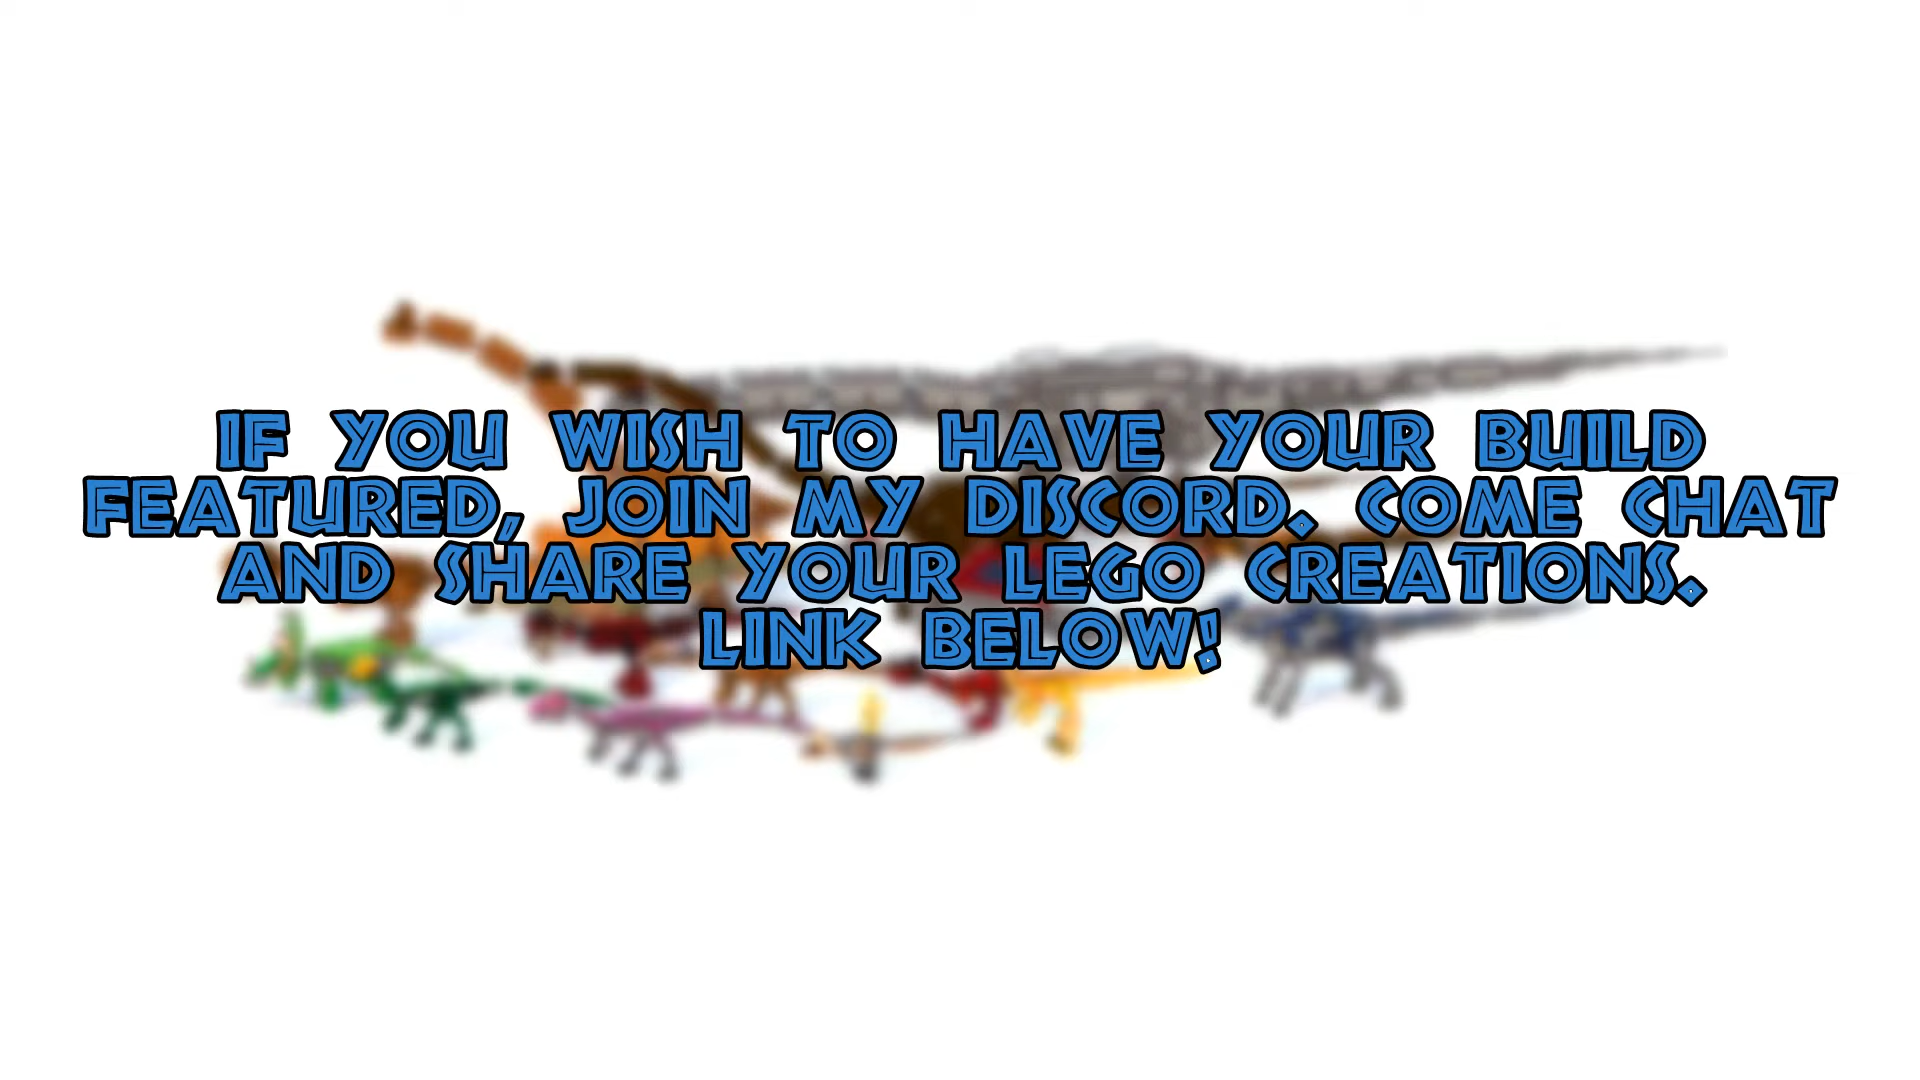 IF YOU WISH TO HAVE YOUR BUILD
FEATURED, JOIN MY DISCORD. COME CHAT
AND SHARE YOUR LEGO CREATIONS.
LINK BELOW!